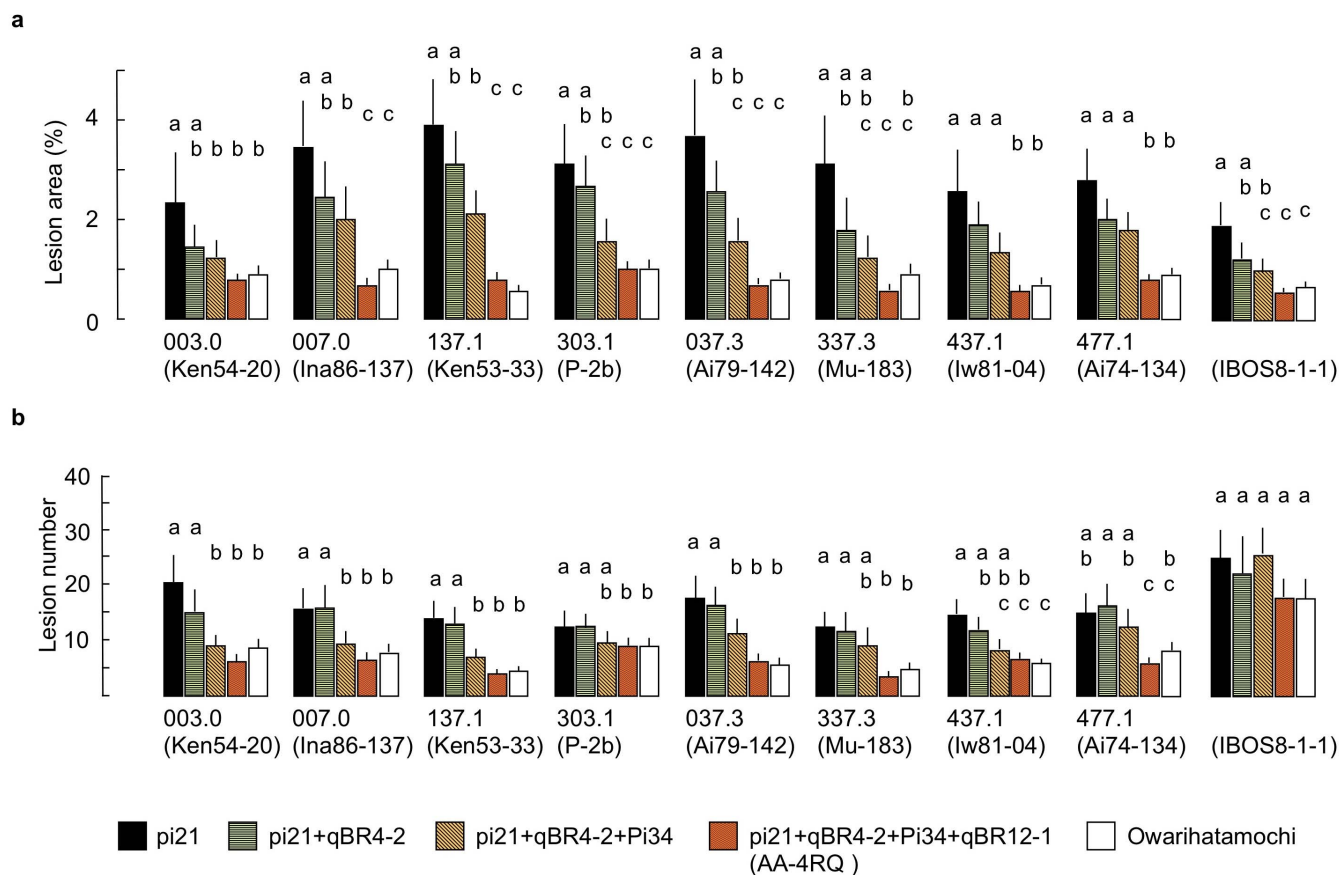 a
Lesion area (%)
4
2
0
a a
b b b b
a a
b b
c c
a a
b b
c c
a a
b b
c c c
a a
b b
c c c
a a a
b b b
c c c
a a a
b b
a a a
b b
a a
b b
c c c
003.0
(Ken54-20)
007.0
(Ina86-137)
137.1
(Ken53-33)
303.1
(P-2b)
037.3
(Ai79-142)
337.3
(Mu-183)
437.1
(Iw81-04)
477.1
(Ai74-134)
(IBOS8-1-1)
b
Lesion number
40
30
20
10
a a
b b b
a a
b b b
a a
b b b
a a a
b b b
a a
b b b
a a a
b b b
a a a
b b b
c c c
a a a
b b b
c c
a a a a a
003.0
(Ken54-20)
007.0
(Ina86-137)
137.1
(Ken53-33)
303.1
(P-2b)
037.3
(Ai79-142)
337.3
(Mu-183)
437.1
(Iw81-04)
477.1
(Ai74-134)
(IBOS8-1-1)
pi21
pi21+qBR4-2
pi21+qBR4-2+Pi34
pi21+qBR4-2+Pi34+qBR12-1
(AA-4RQ )
Owarihatamochi